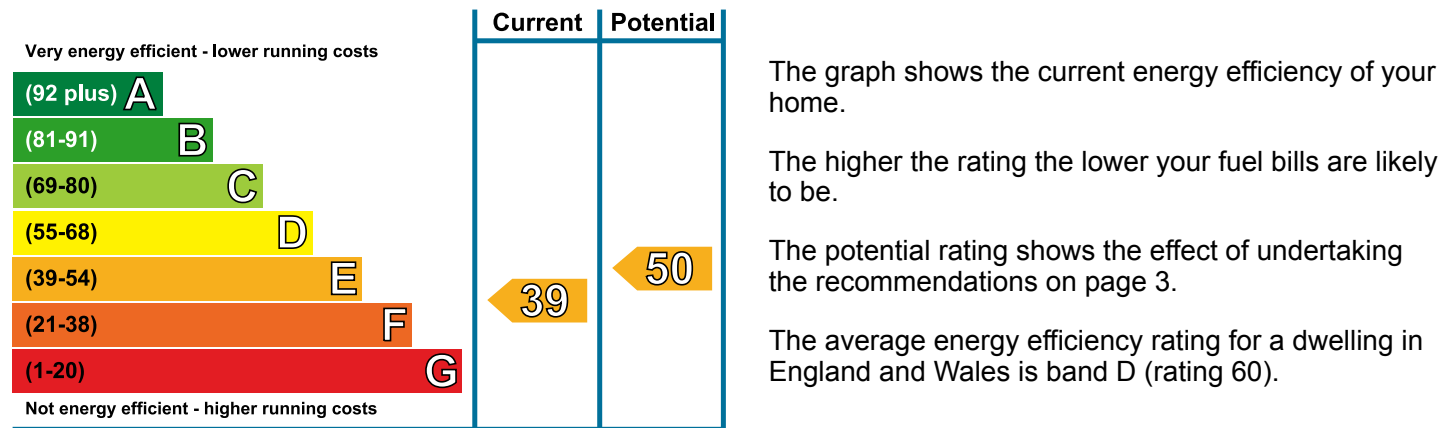 Current Potential
Very energy efficient - lower running costs
(92 plus) A
(81-91) B
(69-80) C
(55-68) D
(39-54) E
(21-38) F
(1-20) G
Not energy efficient - higher running costs
39
50
The graph shows the current energy efficiency of your
home.
The higher the rating the lower your fuel bills are likely
to be.
The potential rating shows the effect of undertaking
the recommendations on page 3.
The average energy efficiency rating for a dwelling in
England and Wales is band D (rating 60).